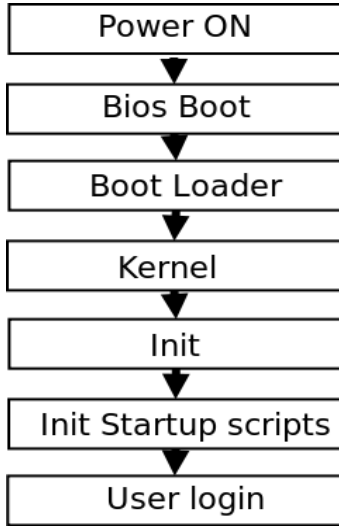 Power ON
Bios Boot
Boot Loader
Kernel
Init
Init Startup scripts
User login